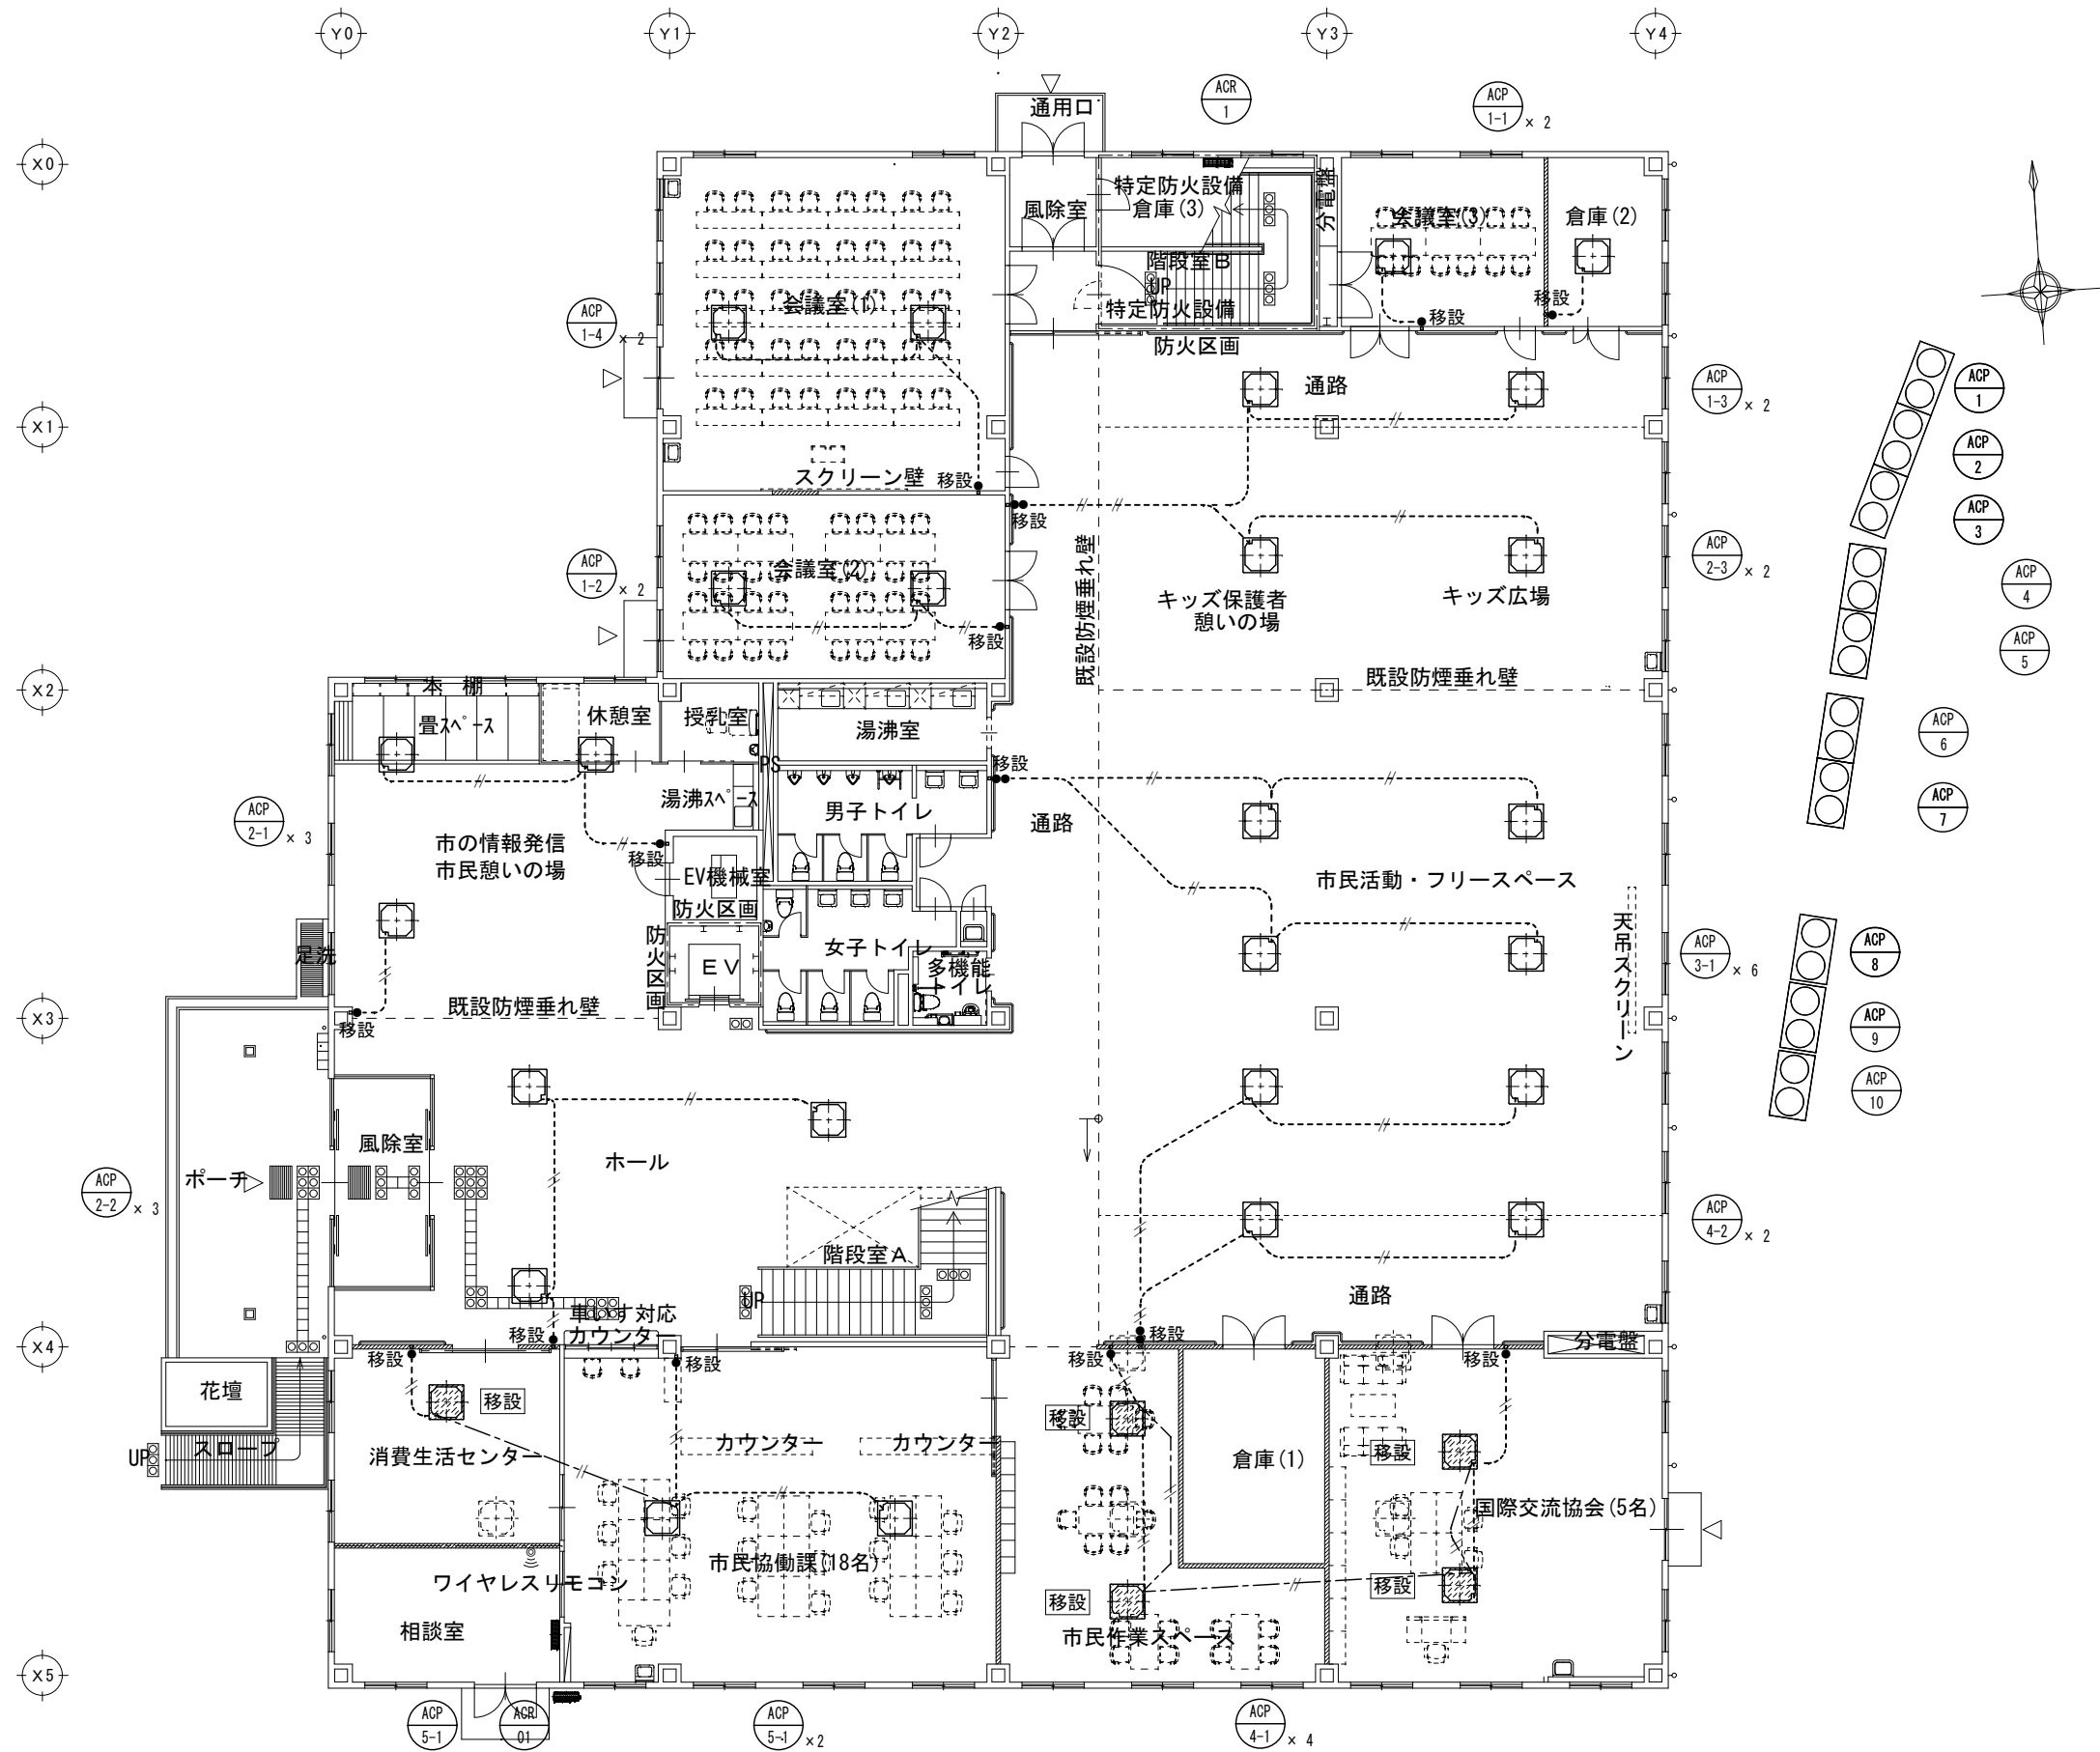 Y0
Y1
Y2
Y3
Y4
X0
X1
X2
X3
X4
X5
ACR
1
ACP
1-1
× 2
通用口
特定防火設備
倉庫(3)
風除室
分電盤
会議室(3)
倉庫(2)
階段室B
UP
特定防火設備
防火区画
移設
移設
会議室(1)
ACP
1-4
× 2
スクリーン壁
移設
通路
ACP
1-3
× 2
ACP
1
ACP
2
ACP
3
移設
既設防煙垂れ壁
ACP
2-3
× 2
ACP
1-2
× 2
会議室(2)
移設
キッズ保護者
憩いの場
キッズ広場
ACP
4
ACP
5
既設防煙垂れ壁
本 棚
畳スペース
休憩室
授乳室
湯沸室
PS
移設
ACP
6
ACP
7
湯沸スペース
男子トイレ
通路
ACP
2-1
× 3
市の情報発信
市民憩いの場
移設
EV機械室
防火区画
防火区画
EV
女子トイレ
多機能
トイレ
市民活動・フリースペース
天吊スクリーン
ACP
3-1
× 6
ACP
8
ACP
9
ACP
10
足洗
既設防煙垂れ壁
移設
風除室
ポーチ
ホール
ACP
2-2
× 3
階段室A
UP
車いす対応
カウンター
移設
通路
ACP
4-2
× 2
移設
分電盤
移設
移設
移設
移設
花壇
移設
移設
スロープ
UP
消費生活センター
カウンター
カウンター
倉庫(1)
移設
国際交流協会(5名)
市民協働課(18名)
ワイヤレスリモコン
移設
移設
相談室
市民作業スペース
ACP
5-1
ACR
01
ACP
5-1
×2
ACP
4-1
× 4